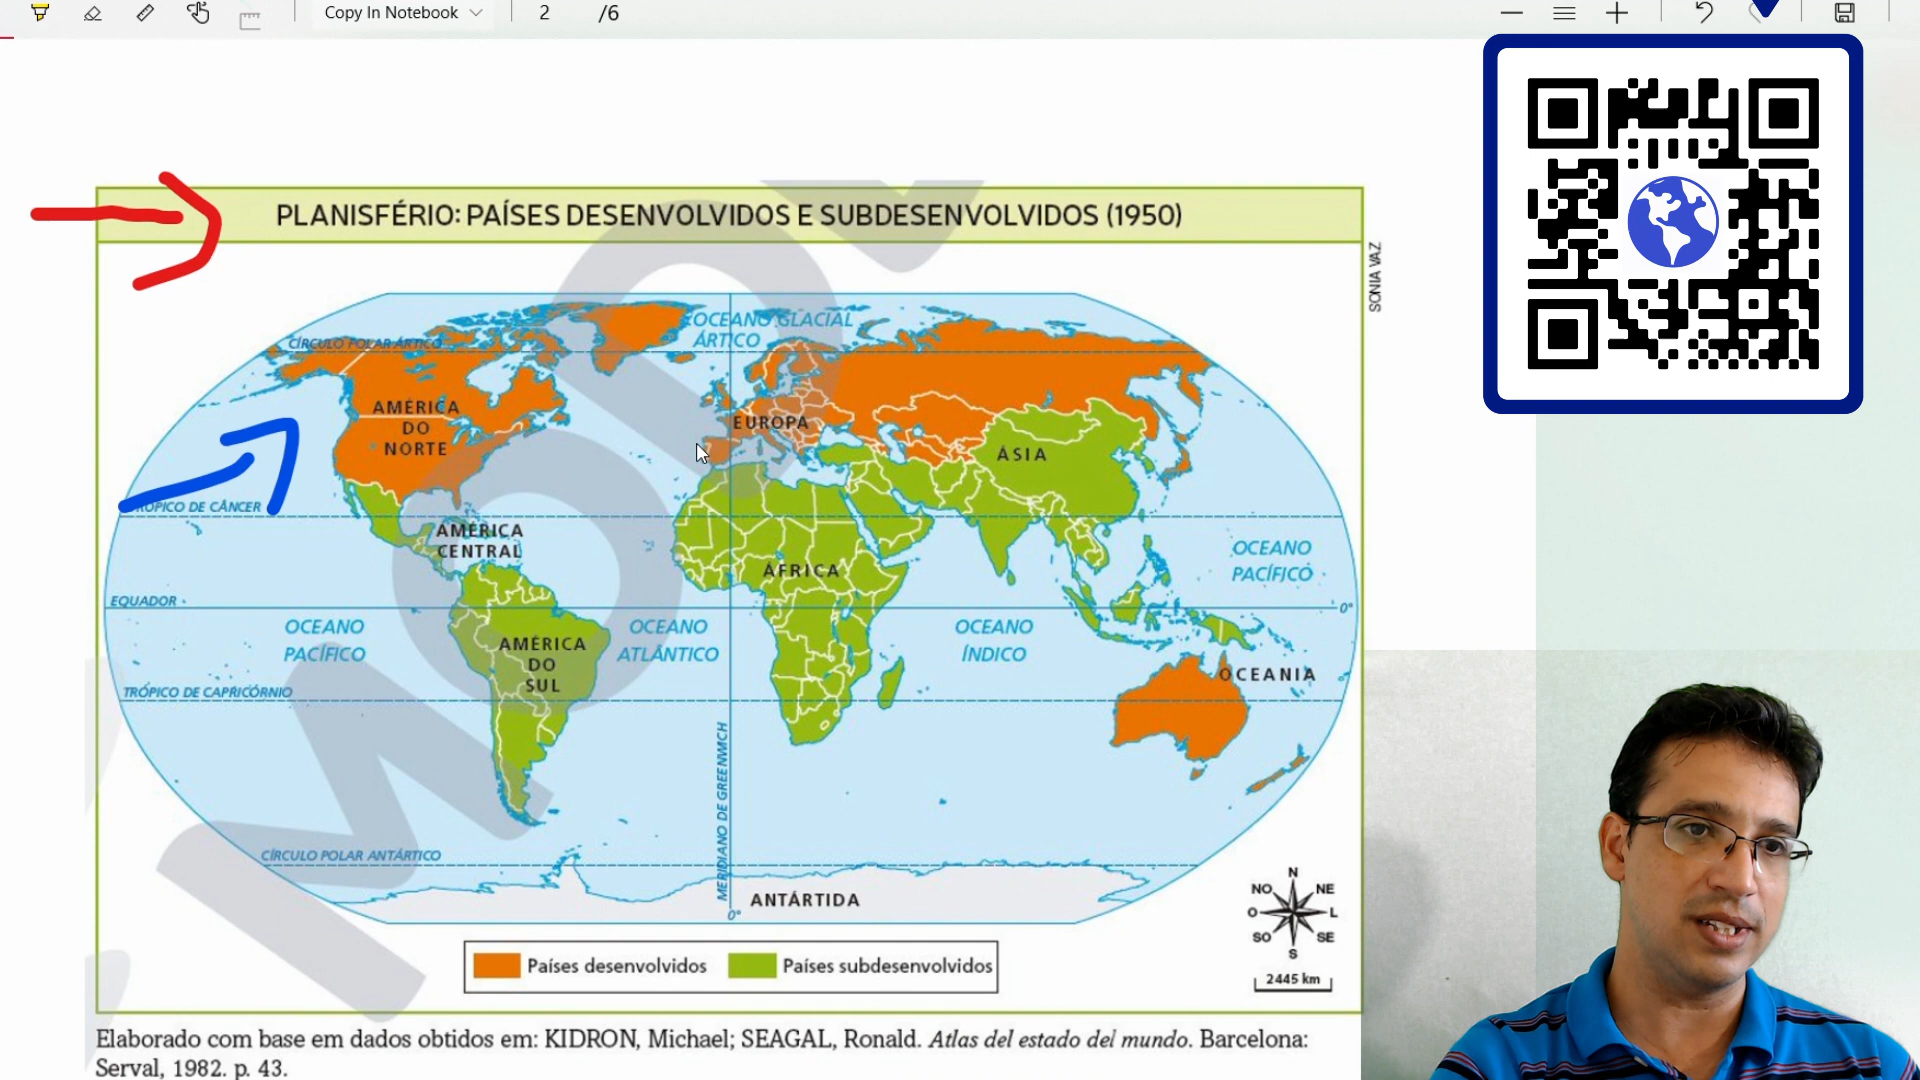 Copy In Notebook
2
/6
PLANISFÉRIO: PAÍSES DESENVOLVIDOS E SUBDESENVOLVIDOS (1950)
SONIA VAZ
OCEANO GLACIAL
ÁRTICO
CÍRCULO POLAR ÁRTICO
AMÉRICA
DO
NORTE
EUROPA
ÁSIA
TRÓPICO DE CÂNCER
AMÉRICA
CENTRAL
ÁFRICA
OCEANO
PACÍFICO
EQUADOR
0°
OCEANO
PACÍFICO
AMÉRICA
DO
SUL
OCEANO
ATLÂNTICO
OCEANO
ÍNDICO
OCEANIA
TRÓPICO DE CAPRICÓRNIO
MERIDIANO DE GREENWICH
CÍRCULO POLAR ANTÁRTICO
0°
ANTÁRTIDA
N
NO
NE
O
L
SO
SE
S
2445 km
Países desenvolvidos
Países subdesenvolvidos
Elaborado com base em dados obtidos em: KIDRON, Michael; SEAGAL, Ronald. Atlas del estado del mundo. Barcelona:
Serval, 1982. p. 43.